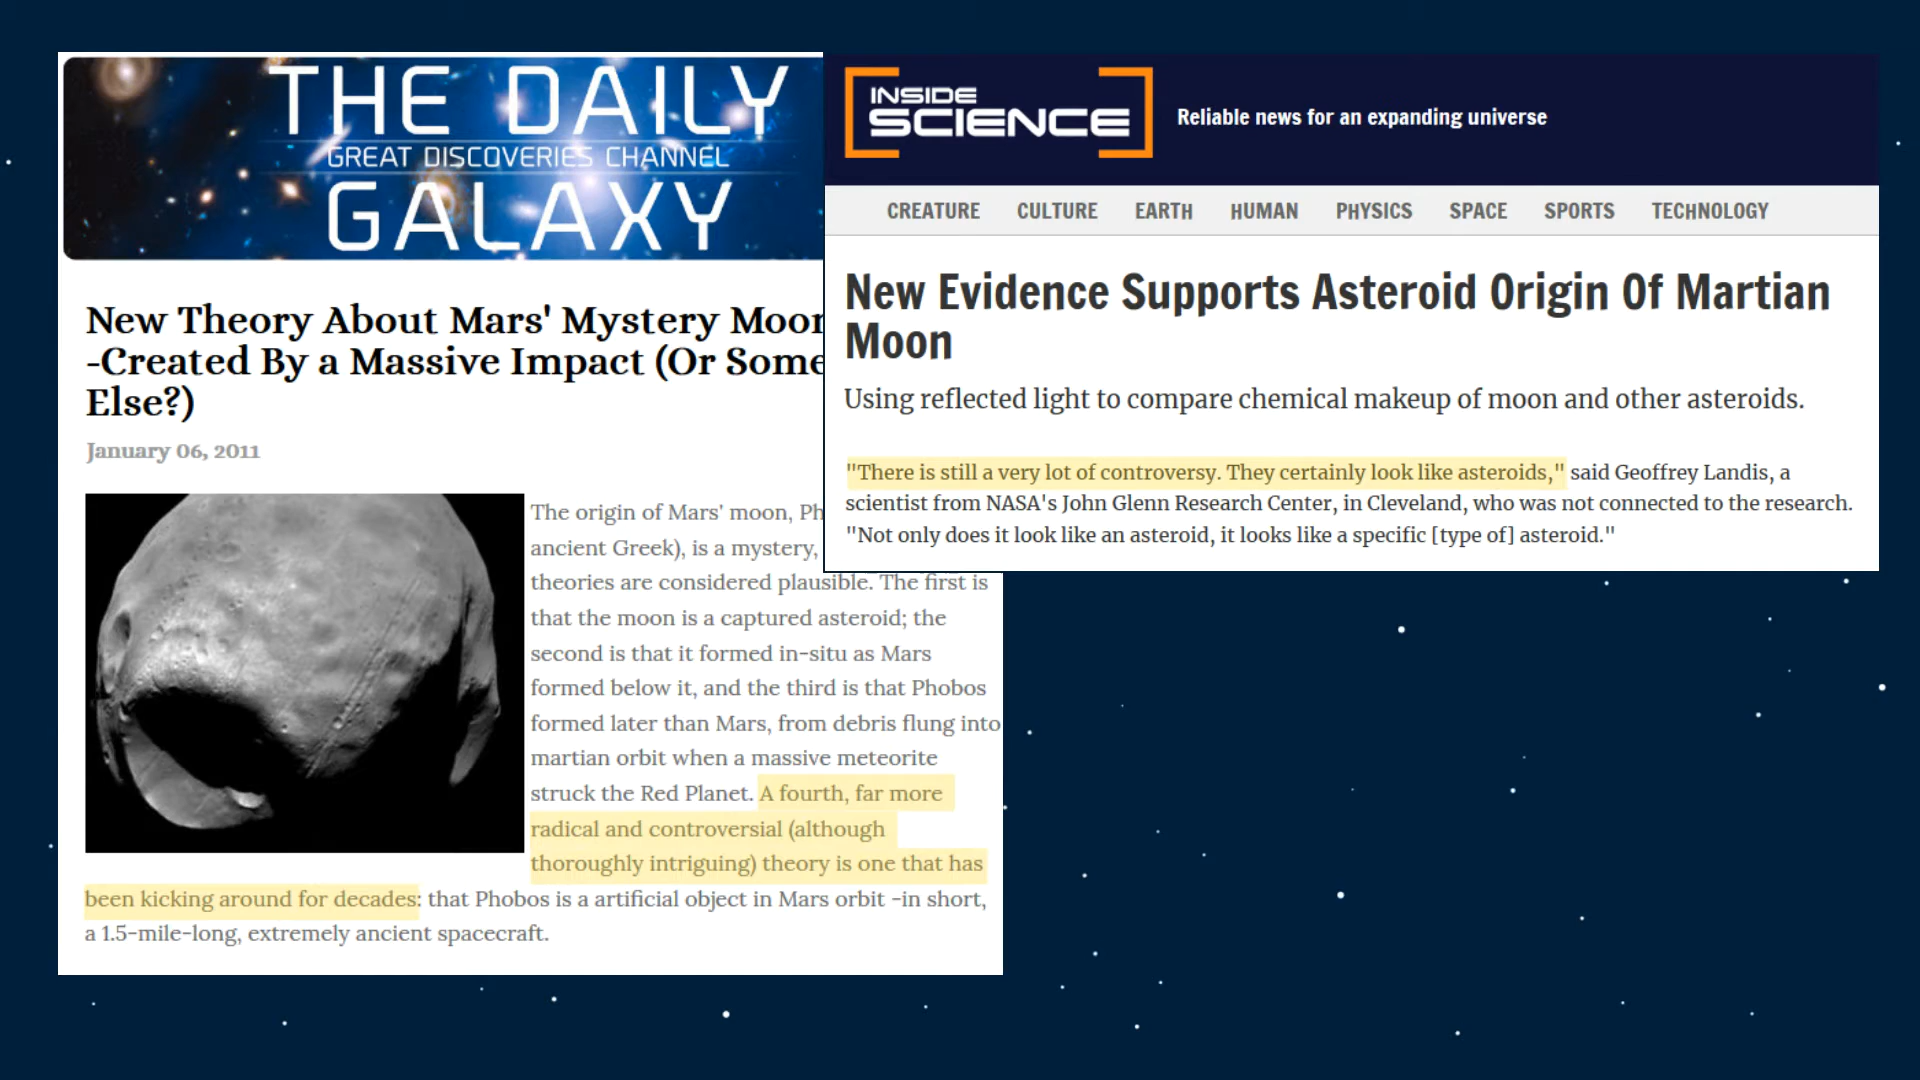 THE DAILY
GREAT DISCOVERIES CHANNEL
GALAXY
New Theory About Mars' Mystery Moon
-Created By a Massive Impact (Or Some
Else?)
January 06, 2011
The origin of Mars' moon, Ph
ancient Greek), is a mystery,
theories are considered plausible. The first is
that the moon is a captured asteroid; the
second is that it formed in-situ as Mars
formed below it, and the third is that Phobos
formed later than Mars, from debris flung into
martian orbit when a massive meteorite
struck the Red Planet. A fourth, far more
radical and controversial (although
thoroughly intriguing) theory is one that has
been kicking around for decades: that Phobos is a artificial object in Mars orbit -in short,
a 1.5-mile-long, extremely ancient spacecraft.
INSIDE
SCIENCE
Reliable news for an expanding universe
CREATURE CULTURE EARTH HUMAN PHYSICS SPACE SPORTS TECHNOLOGY
New Evidence Supports Asteroid Origin Of Martian
Moon
Using reflected light to compare chemical makeup of moon and other asteroids.
"There is still a very lot of controversy. They certainly look like asteroids," said Geoffrey Landis, a
scientist from NASA's John Glenn Research Center, in Cleveland, who was not connected to the research.
"Not only does it look like an asteroid, it looks like a specific [type of] asteroid."